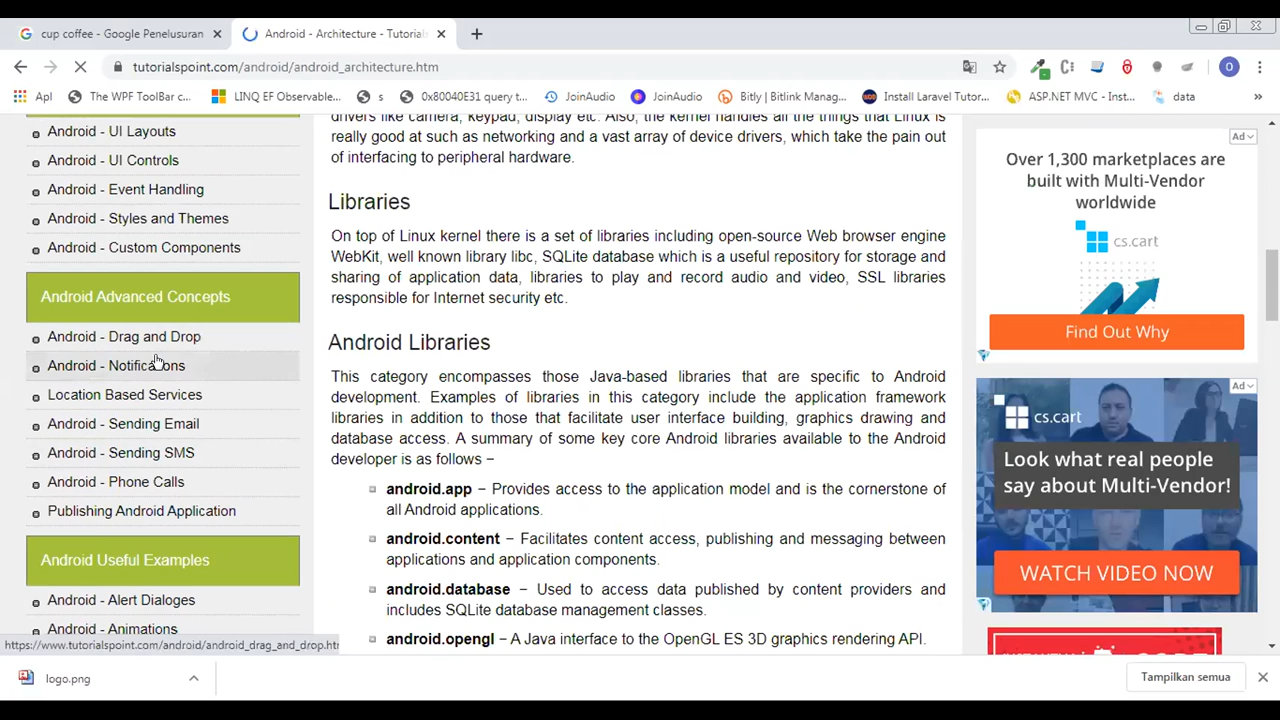 cup coffee - Google Penelusuran
Android - Architecture - Tutorials
tutorialspoint.com/android/android_architecture.htm
O
Apl
The WPF ToolBar c...
LINQ EF Observable...
s
0x80040E31 query t...
JoinAudio
JoinAudio
Bitly | Bitlink Manag...
Install Laravel Tutor...
ASP.NET MVC - Inst...
data
»
Android - UI Layouts
Android - UI Controls
Android - Event Handling
Android - Styles and Themes
Android - Custom Components
Android Advanced Concepts
Android - Drag and Drop
Android - Notifications
Location Based Services
Android - Sending Email
Android - Sending SMS
Android - Phone Calls
Publishing Android Application
Android Useful Examples
Android - Alert Dialoges
Android - Animations
https://www.tutorialspoint.com/android/android_drag_and_drop.ht
drivers like camera, keypad, display etc. Also, the kernel handles all the things that Linux is
really good at such as networking and a vast array of device drivers, which take the pain out
of interfacing to peripheral hardware.
Libraries
On top of Linux kernel there is a set of libraries including open-source Web browser engine
WebKit, well known library libc, SQLite database which is a useful repository for storage and
sharing of application data, libraries to play and record audio and video, SSL libraries
responsible for Internet security etc.
Android Libraries
This category encompasses those Java-based libraries that are specific to Android
development. Examples of libraries in this category include the application framework
libraries in addition to those that facilitate user interface building, graphics drawing and
database access. A summary of some key core Android libraries available to the Android
developer is as follows −
android.app − Provides access to the application model and is the cornerstone of
all Android applications.
android.content − Facilitates content access, publishing and messaging between
applications and application components.
android.database − Used to access data published by content providers and
includes SQLite database management classes.
android.opengl − A Java interface to the OpenGL ES 3D graphics rendering API.
Ad
Over 1,300 marketplaces are
built with Multi-Vendor
worldwide
cs.cart
Find Out Why
Ad
cs.cart
Look what real people
say about Multi-Vendor!
WATCH VIDEO NOW
logo.png
Tampilkan semua